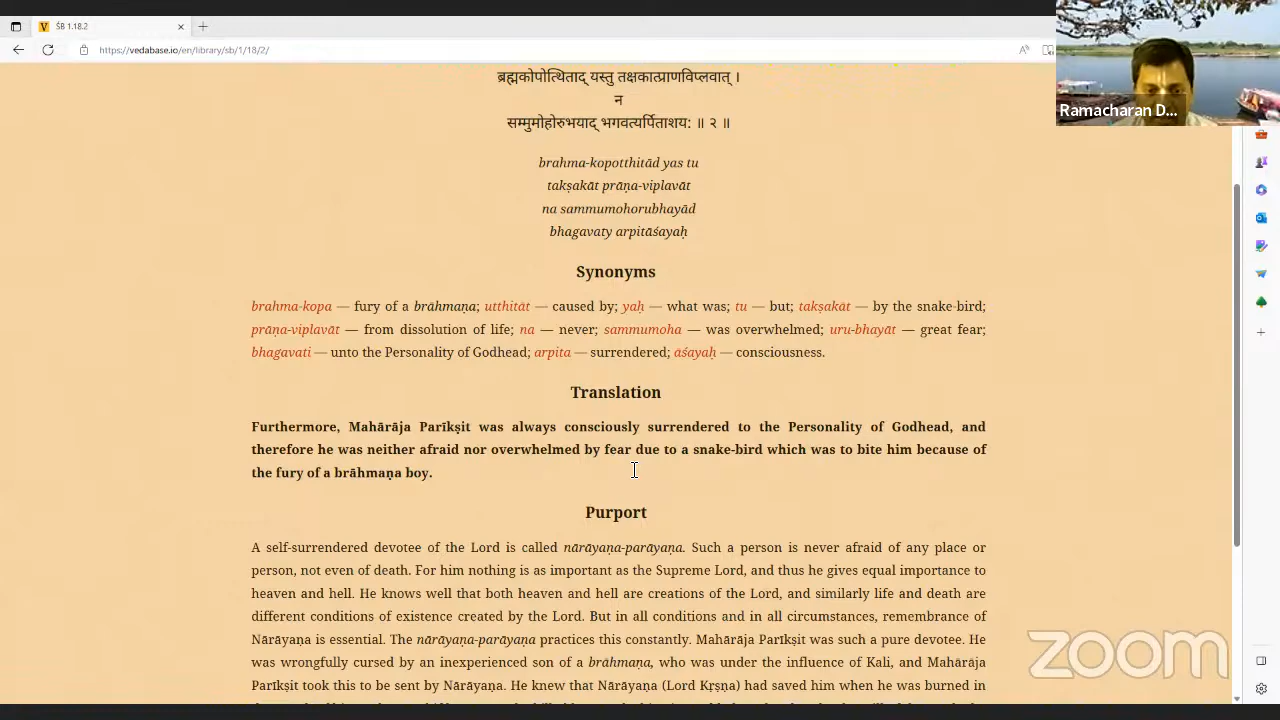 ŚB 1.18.2
https://vedabase.io/en/library/sb/1/18/2/
Ramacharan D...
ब्रह्मकोपोत्थिताद् यस्तु तक्षकात्प्राणविप्लवात् ।
न
सम्मुमोहोरुभयाद् भगवत्यर्पिताशय: ॥ २ ॥
brahma-kopotthitād yas tu
takṣakāt prāṇa-viplavāt
na sammumohorubhayād
bhagavaty arpitāśayaḥ
Synonyms
brahma-kopa — fury of a brāhmaṇa; utthitāt — caused by; yaḥ — what was; tu — but; takṣakāt — by the snake-bird;
prāṇa-viplavāt — from dissolution of life; na — never; sammumoha — was overwhelmed; uru-bhayāt — great fear;
bhagavati — unto the Personality of Godhead; arpita — surrendered; āśayaḥ — consciousness.
Translation
Furthermore, Mahārāja Parīkṣit was always consciously surrendered to the Personality of Godhead, and
therefore he was neither afraid nor overwhelmed by fear due to a snake-bird which was to bite him because of
the fury of a brāhmaṇa boy.
Purport
A self-surrendered devotee of the Lord is called nārāyaṇa-parāyaṇa. Such a person is never afraid of any place or
person, not even of death. For him nothing is as important as the Supreme Lord, and thus he gives equal importance to
heaven and hell. He knows well that both heaven and hell are creations of the Lord, and similarly life and death are
different conditions of existence created by the Lord. But in all conditions and in all circumstances, remembrance of
Nārāyaṇa is essential. The nārāyaṇa-parāyaṇa practices this constantly. Mahārāja Parīkṣit was such a pure devotee. He
was wrongfully cursed by an inexperienced son of a brāhmaṇa, who was under the influence of Kali, and Mahārāja
Parīkṣit took this to be sent by Nārāyaṇa. He knew that Nārāyaṇa (Lord Kṛṣṇa) had saved him when he was burned in
zoom